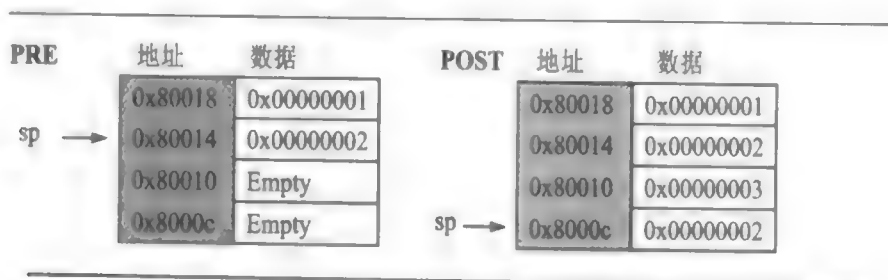 PRE 地址 数据 POST 地址 数据
0x80018 0x00000001 0x80018 0x00000001
sp 0x80014 0x00000002 0x80014 0x00000002
0x80010 Empty 0x80010 0x00000003
0x8000c Empty sp 0x8000c 0x00000002